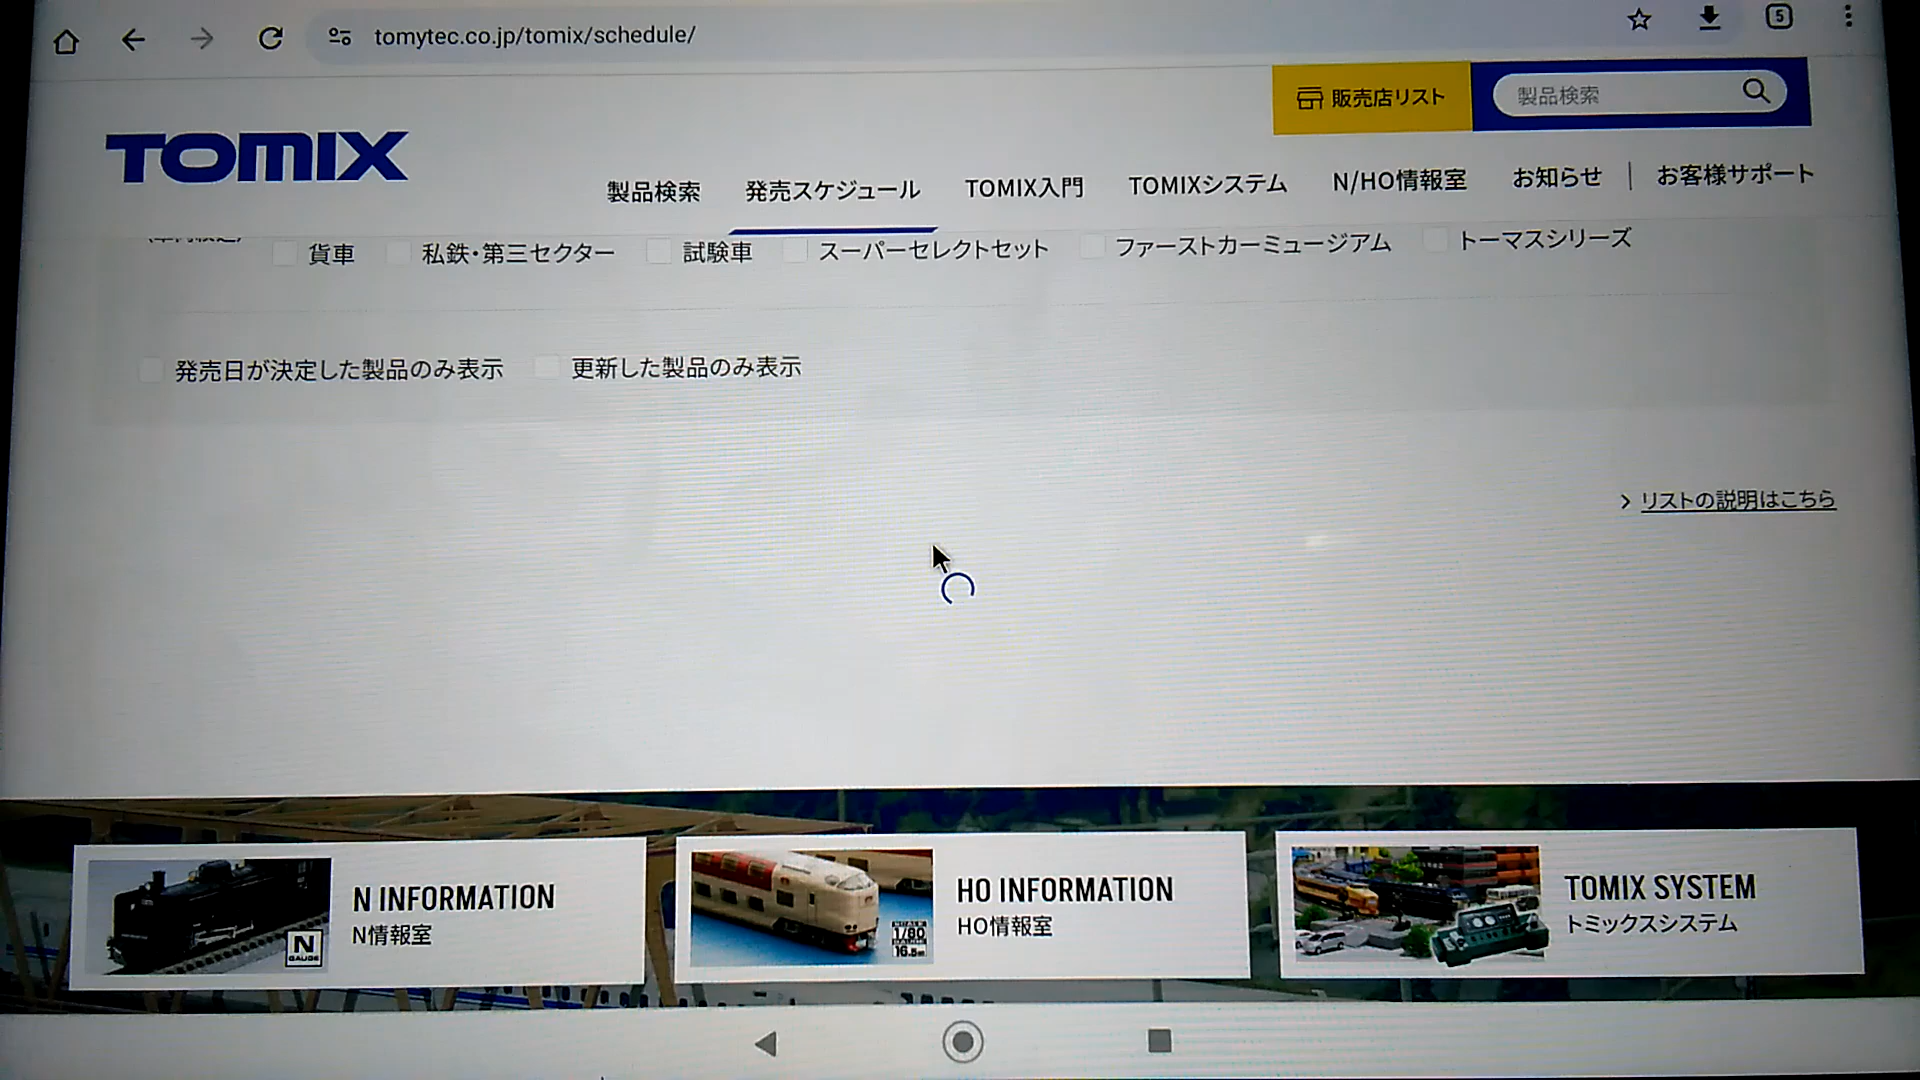 tomytec.co.jp/tomix/schedule/
5
販売店リスト
製品検索
TOMIX
製品検索 発売スケジュール TOMIX入門 TOMIXシステム N/HO情報室 お知らせ | お客様サポート
貨車 私鉄・第三セクター 試験車 スーパーセレクトセット ファーストカーミュージアム トーマスシリーズ
発売日が決定した製品のみ表示 更新した製品のみ表示
> リストの説明はこちら
N GAUGE
N INFORMATION
N情報室
1/80
16.5
HO INFORMATION
HO情報室
TOMIX SYSTEM
トミックスシステム